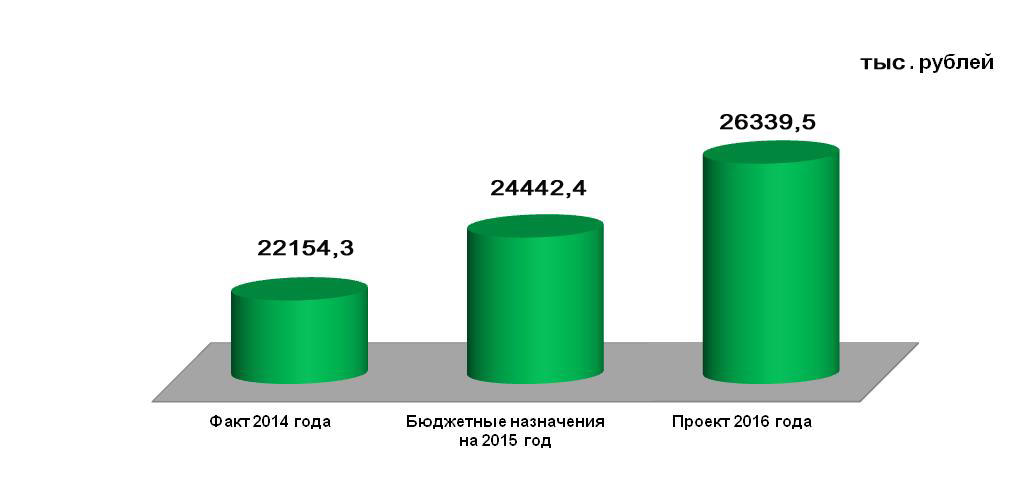 тыс.рублей
26339,5
24442,4
22154,3
Факт 2014 года
Бюджетные назначения
на 2015 год
Проект 2016 года